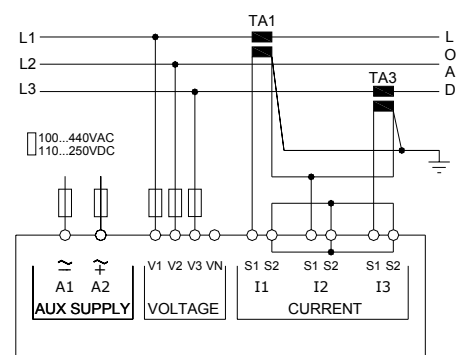 TA1
L1 L
L2 O
A
TA3
L3 D
100...440VAC
110...250VDC
V1 V2 V3 VN S1 S2 S1 S2 S1 S2
A1 A2 I1 I2 I3
AUX SUPPLY VOLTAGE CURRENT